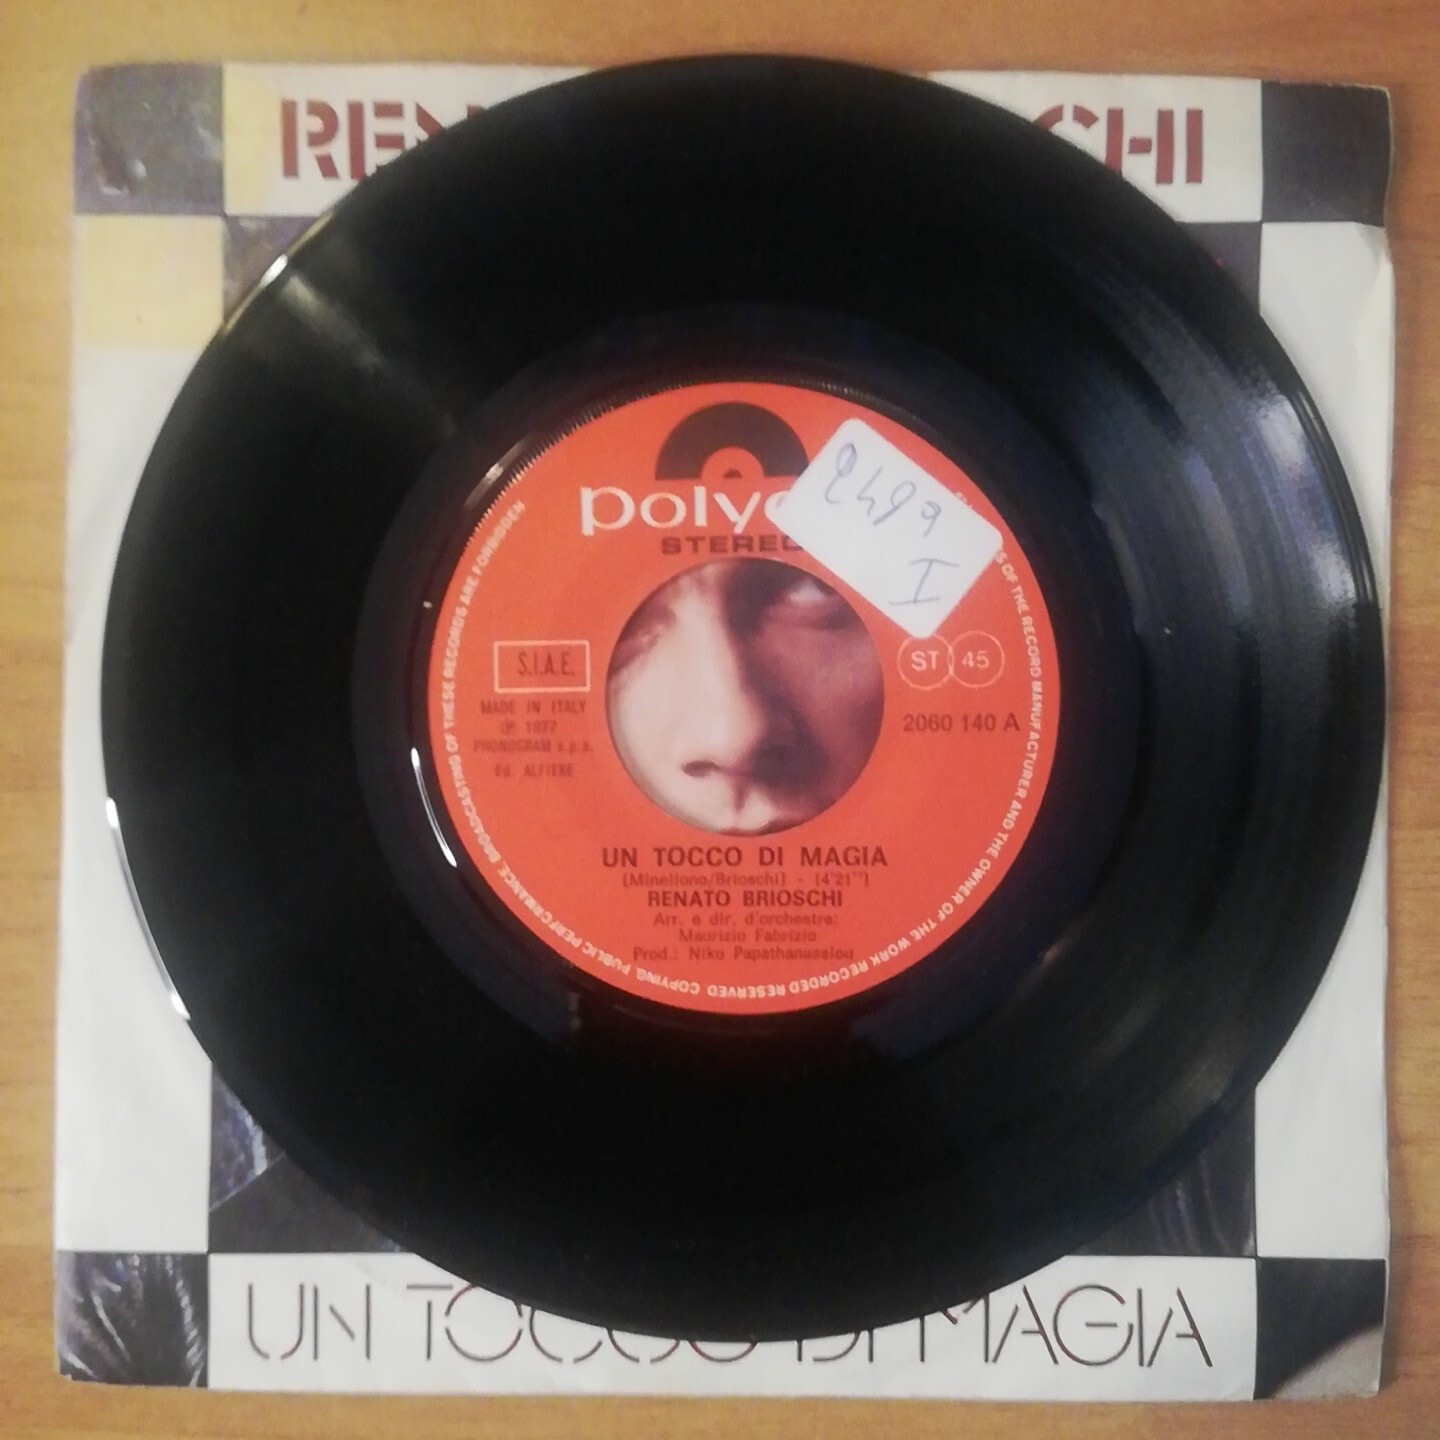 REN CHI
polyd
STEREO
S.I.A.E.
MADE IN ITALY
℗ 1977
PHONOGRAM s.p.a.
Ed. ALFIERE
ST 45
2060 140 A
UN TOCCO DI MAGIA
(Minellono/Brioschi) - (4'21'')
RENATO BRIOSCHI
Arr. e dir. d'orchestra:
Maurizio Fabrizio
Prod.: Niko Papathanassiou
S OF THE RECORD MANUFACTURER AND THE OWNER OF THE WORK RECORDED RESERVED. COPYING, PUBLIC PERFORMANCE, BROADCASTING OF THESE RECORDS ARE FORBIDDEN
I
UN TOCCO DI MAGIA